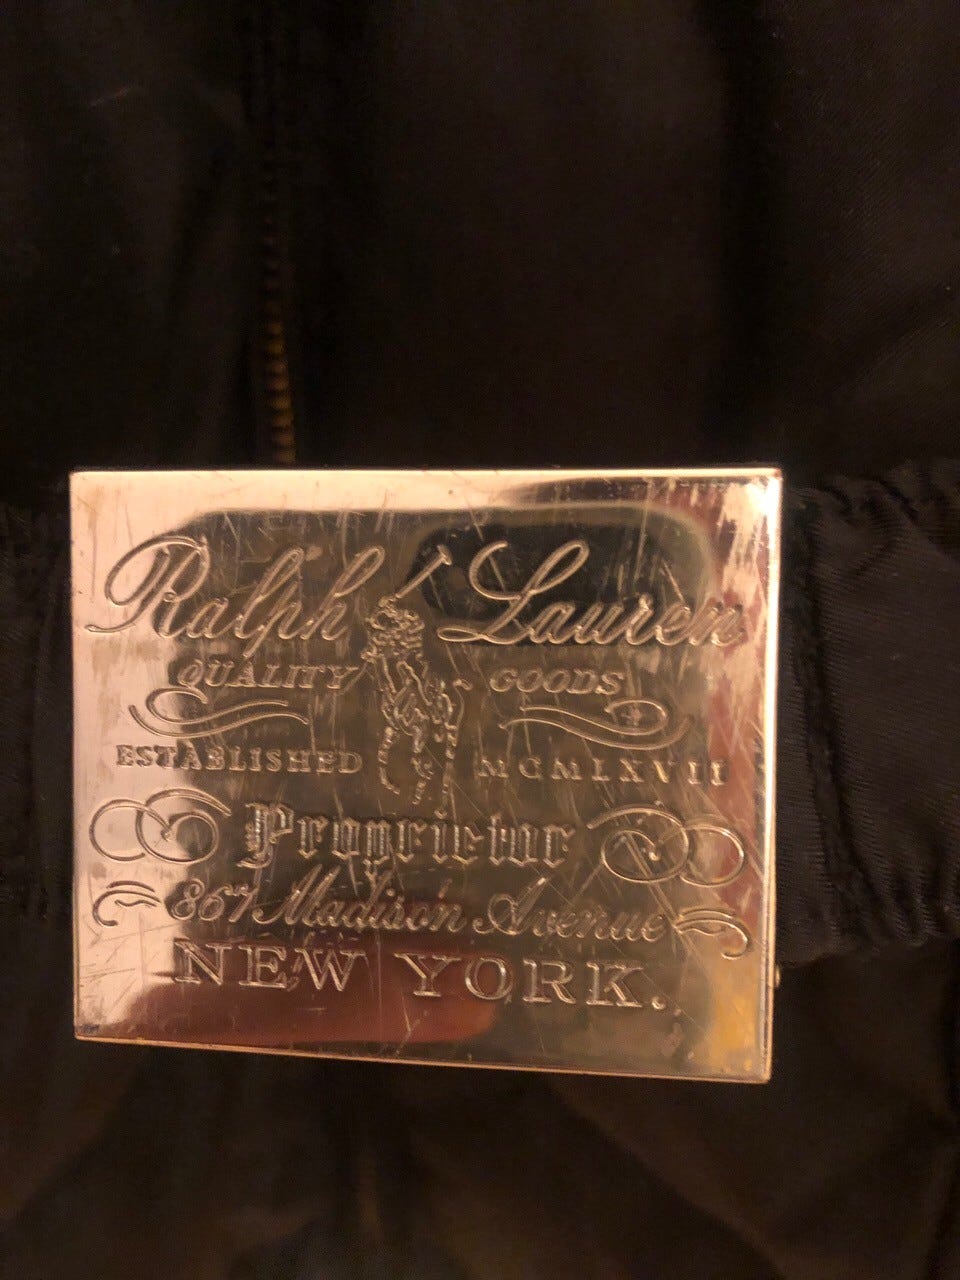 Ralph Lauren
QUALITY GOODS
ESTABLISHED MCMLXVII
Proprietor
867 Madison Avenue
NEW YORK.